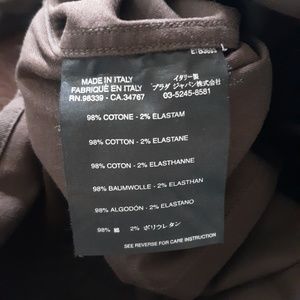 MADE IN ITALY
FABRIQUÉ EN ITALY
RN.98339 - CA.34767
イタリー製
プラダ ジャパン株式会社
03-5245-8581
98% COTONE - 2% ELASTAM
98% COTTON - 2% ELASTANE
98% COTON - 2% ELASTHANNE
98% BAUMWOLLE - 2% ELASTHAN
98% ALGODÓN - 2% ELASTANO
98% 綿 2% ポリウレタン
SEE REVERSE FOR CARE INSTRUCTION